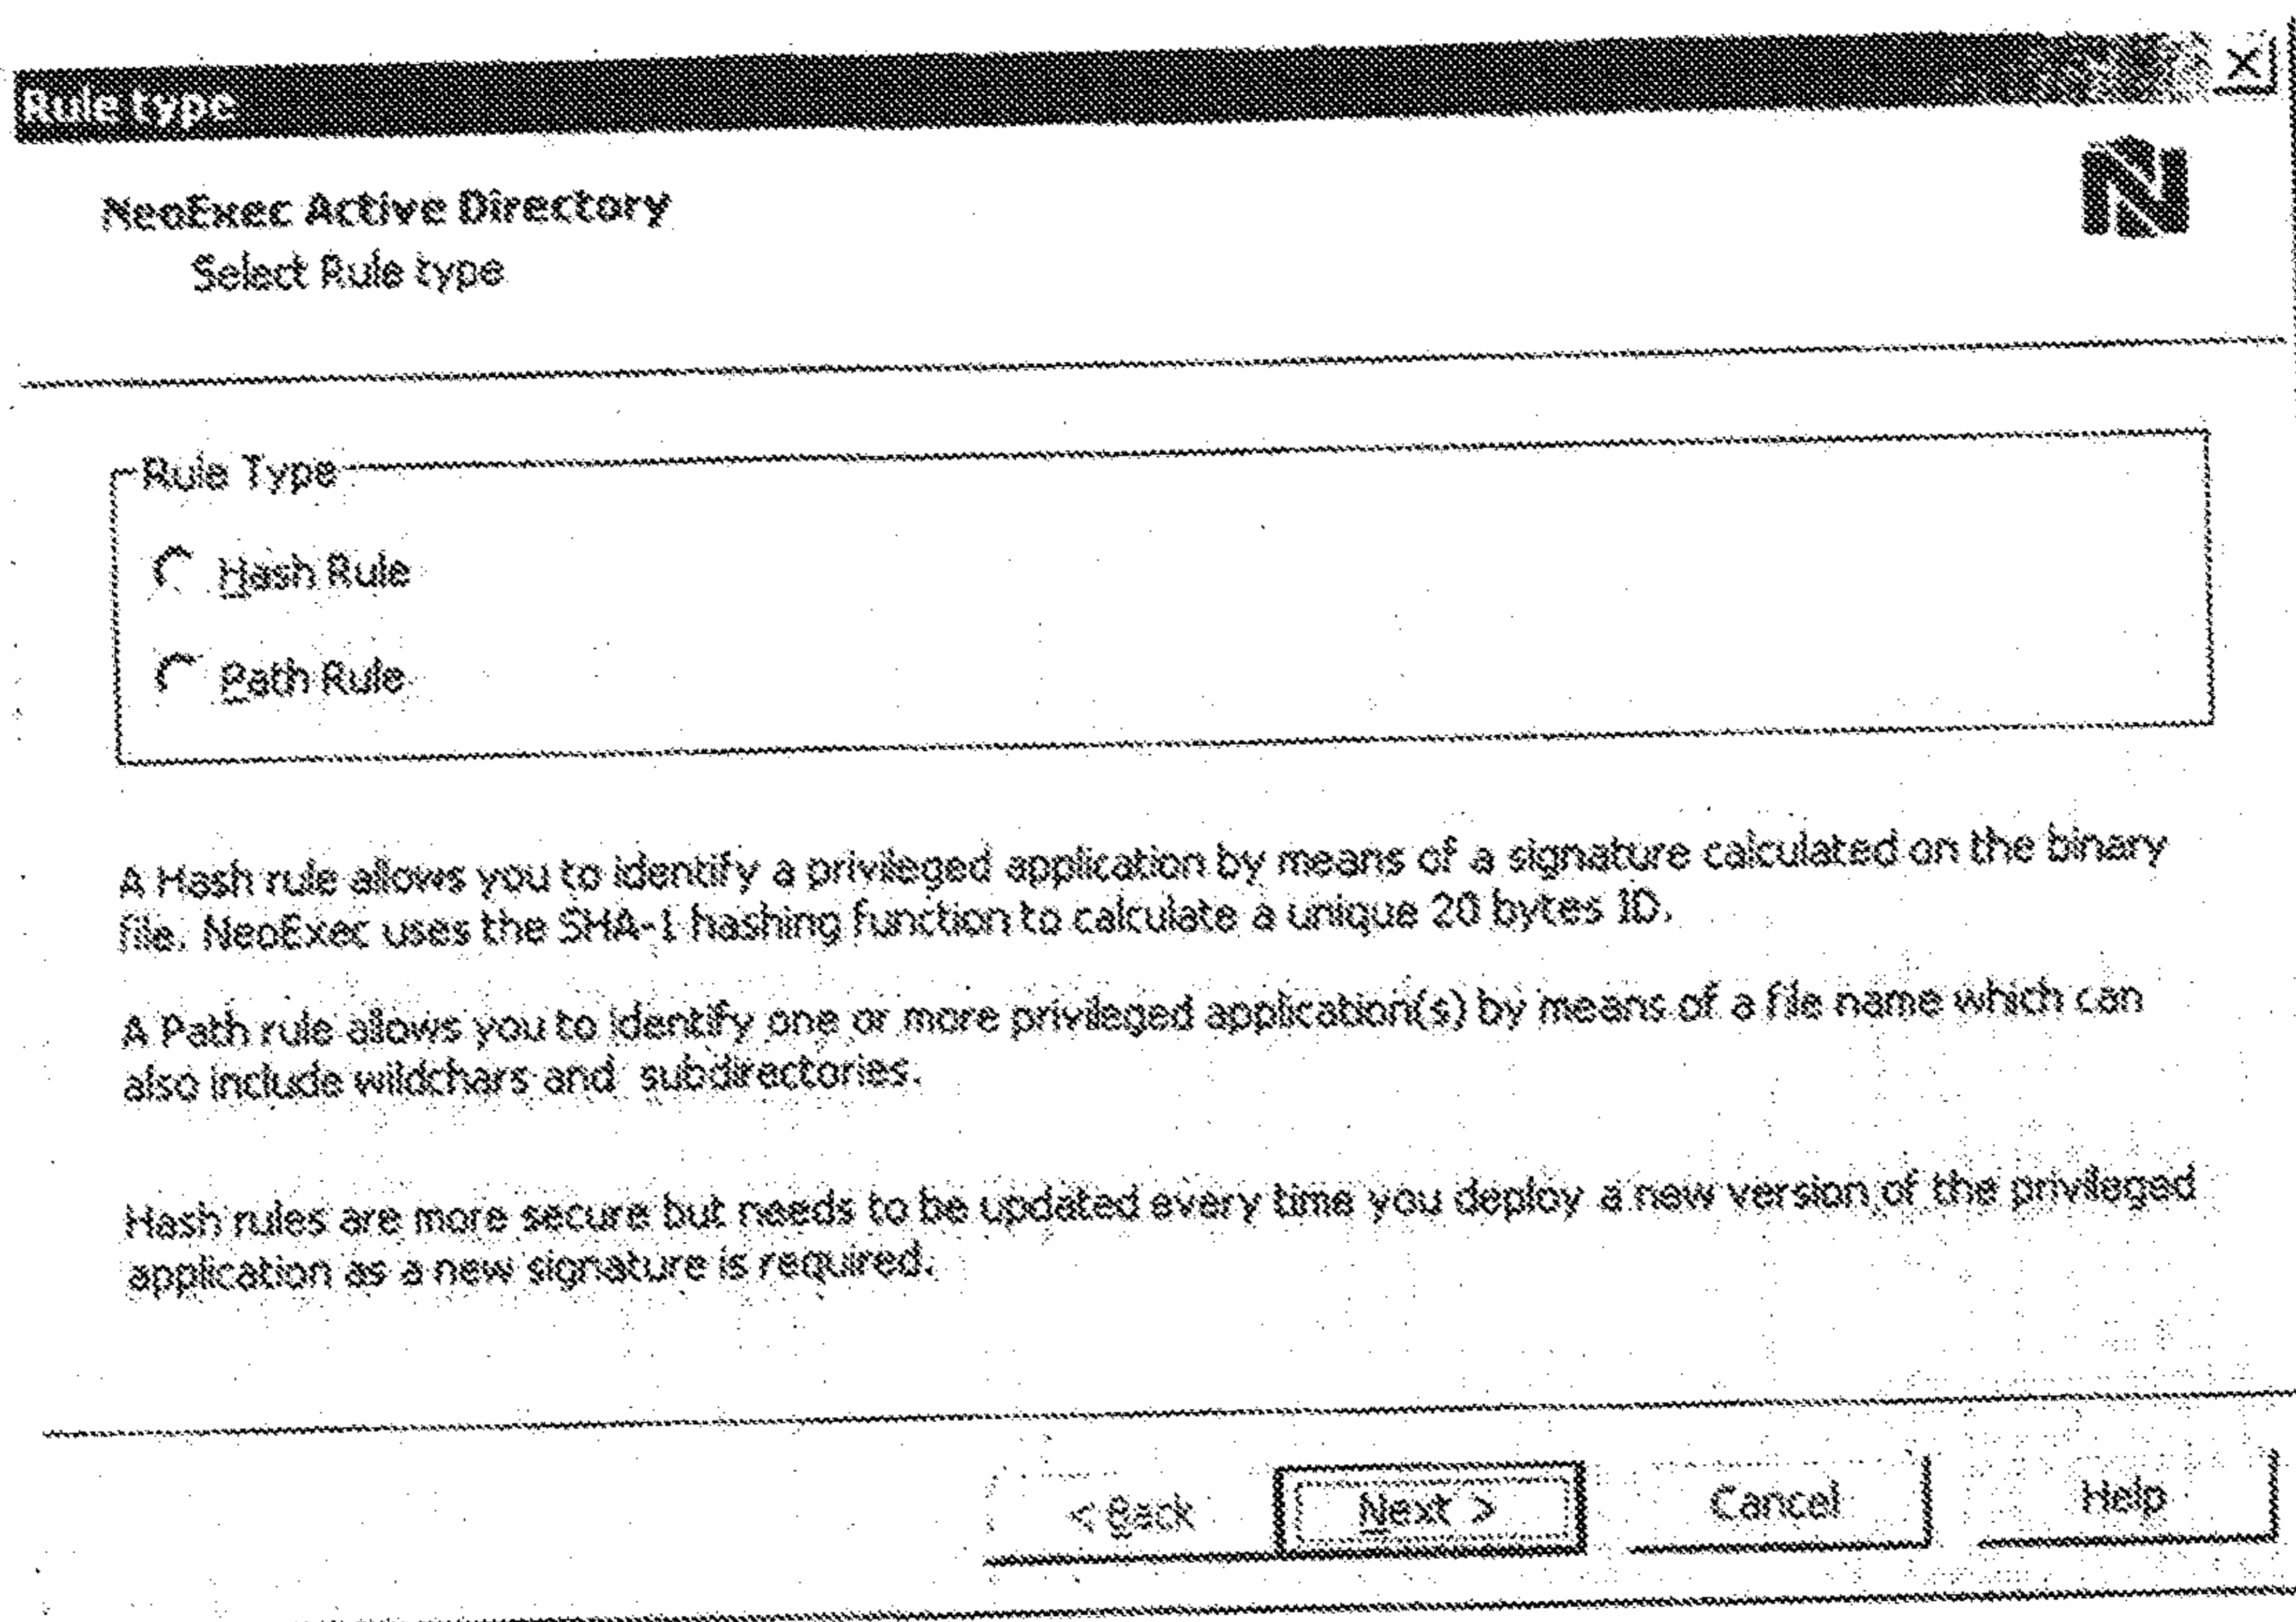 Rule type
NeoExec Active Directory
Select Rule type
Rule Type
Hash Rule
Path Rule
A Hash rule allows you to identify a privileged application by means of a signature calculated on the binary
file. NeoExec uses the SHA-1 hashing function to calculate a unique 20 bytes ID.
A Path rule allows you to identify one or more privileged application(s) by means of a file name which can
also include wildchars and subdirectories.
Hash rules are more secure but needs to be updated every time you deploy a new version of the privileged
application as a new signature is required.
< Back Next > Cancel Help